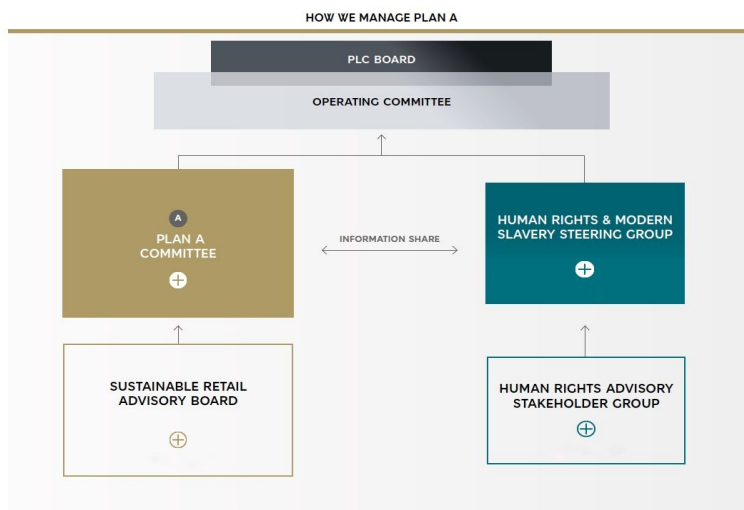 HOW WE MANAGE PLAN A
PLC BOARD
OPERATING COMMITTEE
A
PLAN A
COMMITTEE
INFORMATION SHARE
HUMAN RIGHTS & MODERN
SLAVERY STEERING GROUP
SUSTAINABLE RETAIL
ADVISORY BOARD
HUMAN RIGHTS ADVISORY
STAKEHOLDER GROUP